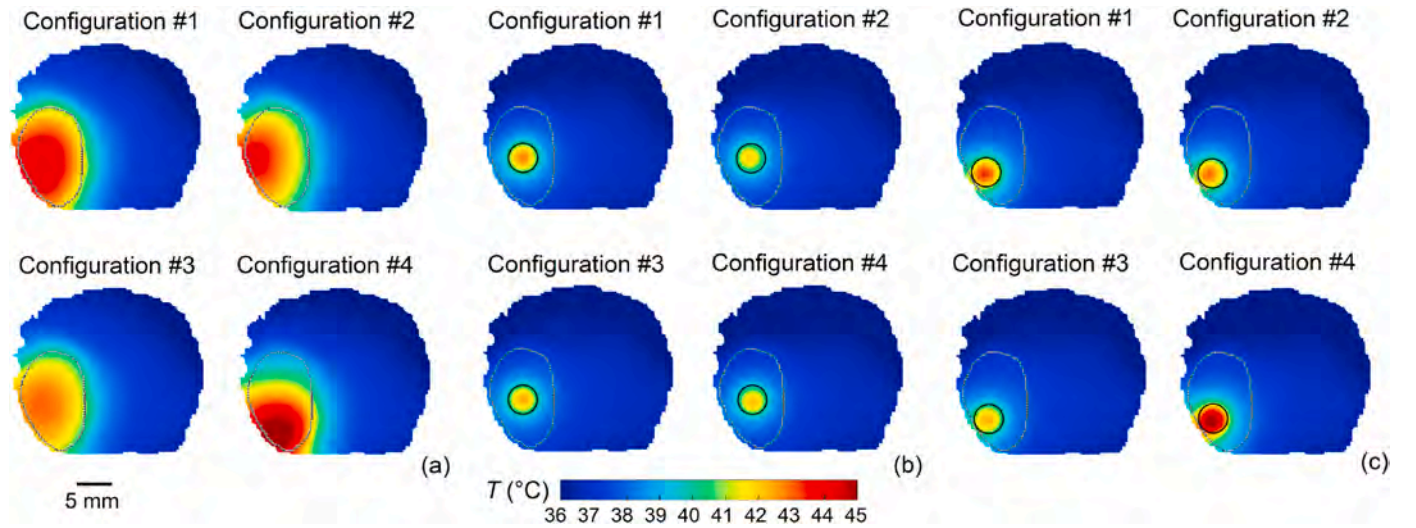 Configuration #1 Configuration #2 Configuration #1 Configuration #2 Configuration #1 Configuration #2
Configuration #3 Configuration #4 Configuration #3 Configuration #4 Configuration #3 Configuration #4
(a) (b) (c)
5 mm
T (°C)
36 37 38 39 40 41 42 43 44 45